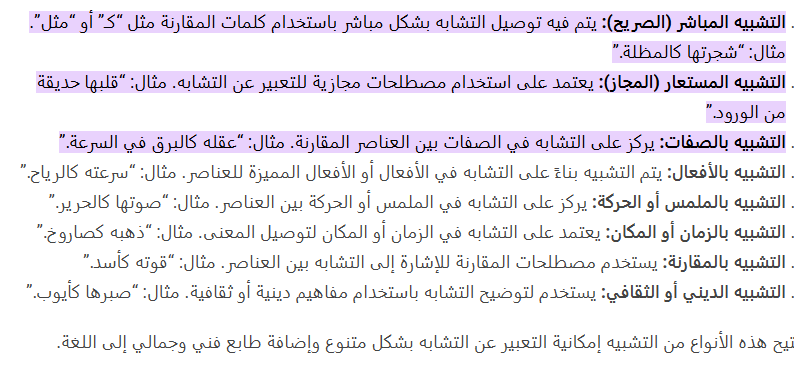 . التشبيه المباشر (الصريح): يتم فيه توصيل التشابه بشكل مباشر باستخدام كلمات المقارنة مثل “كـ” أو “مثل”.
مثال: “شجرتها كالمظلة.”
. التشبيه المستعار (المجاز): يعتمد على استخدام مصطلحات مجازية للتعبير عن التشابه. مثال: “قلبها حديقة
من الورود.”
. التشبيه بالصفات: يركز على التشابه في الصفات بين العناصر المقارنة. مثال: “عقله كالبرق في السرعة.”
. التشبيه بالأفعال: يتم التشبيه بناءً على التشابه في الأفعال أو الأفعال المميزة للعناصر. مثال: “سرعته كالرياح.”
. التشبيه بالملمس أو الحركة: يركز على التشابه في الملمس أو الحركة بين العناصر. مثال: “صوتها كالحرير.”
. التشبيه بالزمان أو المكان: يعتمد على التشابه في الزمان أو المكان لتوصيل المعنى. مثال: “ذهبه كصاروخ.”
. التشبيه بالمقارنة: يستخدم مصطلحات المقارنة للإشارة إلى التشابه بين العناصر. مثال: “قوته كأسد.”
. التشبيه الديني أو الثقافي: يستخدم لتوضيح التشابه باستخدام مفاهيم دينية أو ثقافية. مثال: “صبرها كأيوب.”
تيح هذه الأنواع من التشبيه إمكانية التعبير عن التشابه بشكل متنوع وإضافة طابع فني وجمالي إلى اللغة.